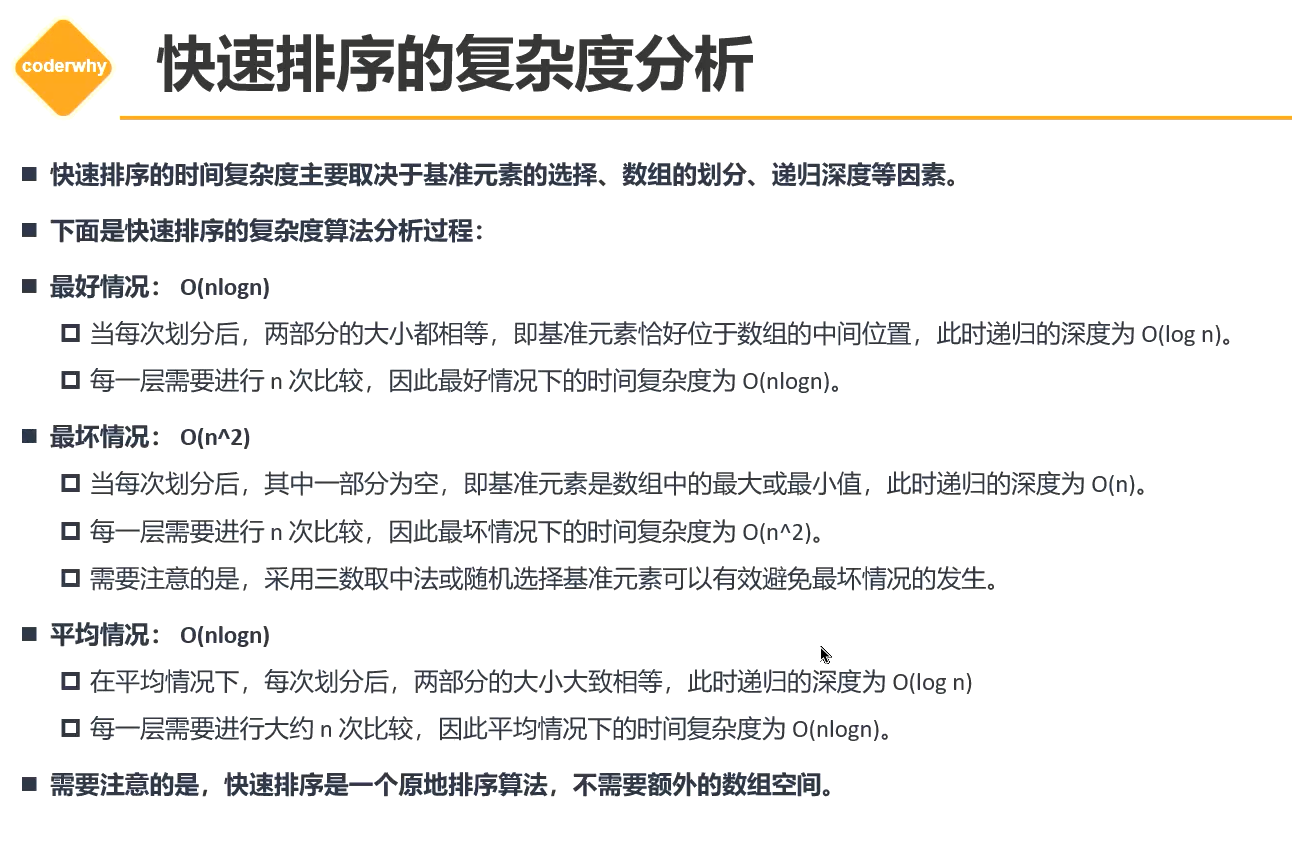 coderwhy
快速排序的复杂度分析
快速排序的时间复杂度主要取决于基准元素的选择、数组的划分、递归深度等因素。
下面是快速排序的复杂度算法分析过程：
最好情况： O(nlogn)
当每次划分后，两部分的大小都相等，即基准元素恰好位于数组的中间位置，此时递归的深度为 O(log n)。
每一层需要进行 n 次比较，因此最好情况下的时间复杂度为 O(nlogn)。
最坏情况： O(n^2)
当每次划分后，其中一部分为空，即基准元素是数组中的最大或最小值，此时递归的深度为 O(n)。
每一层需要进行 n 次比较，因此最坏情况下的时间复杂度为 O(n^2)。
需要注意的是，采用三数取中法或随机选择基准元素可以有效避免最坏情况的发生。
平均情况： O(nlogn)
在平均情况下，每次划分后，两部分的大小大致相等，此时递归的深度为 O(log n)
每一层需要进行大约 n 次比较，因此平均情况下的时间复杂度为 O(nlogn)。
需要注意的是，快速排序是一个原地排序算法，不需要额外的数组空间。